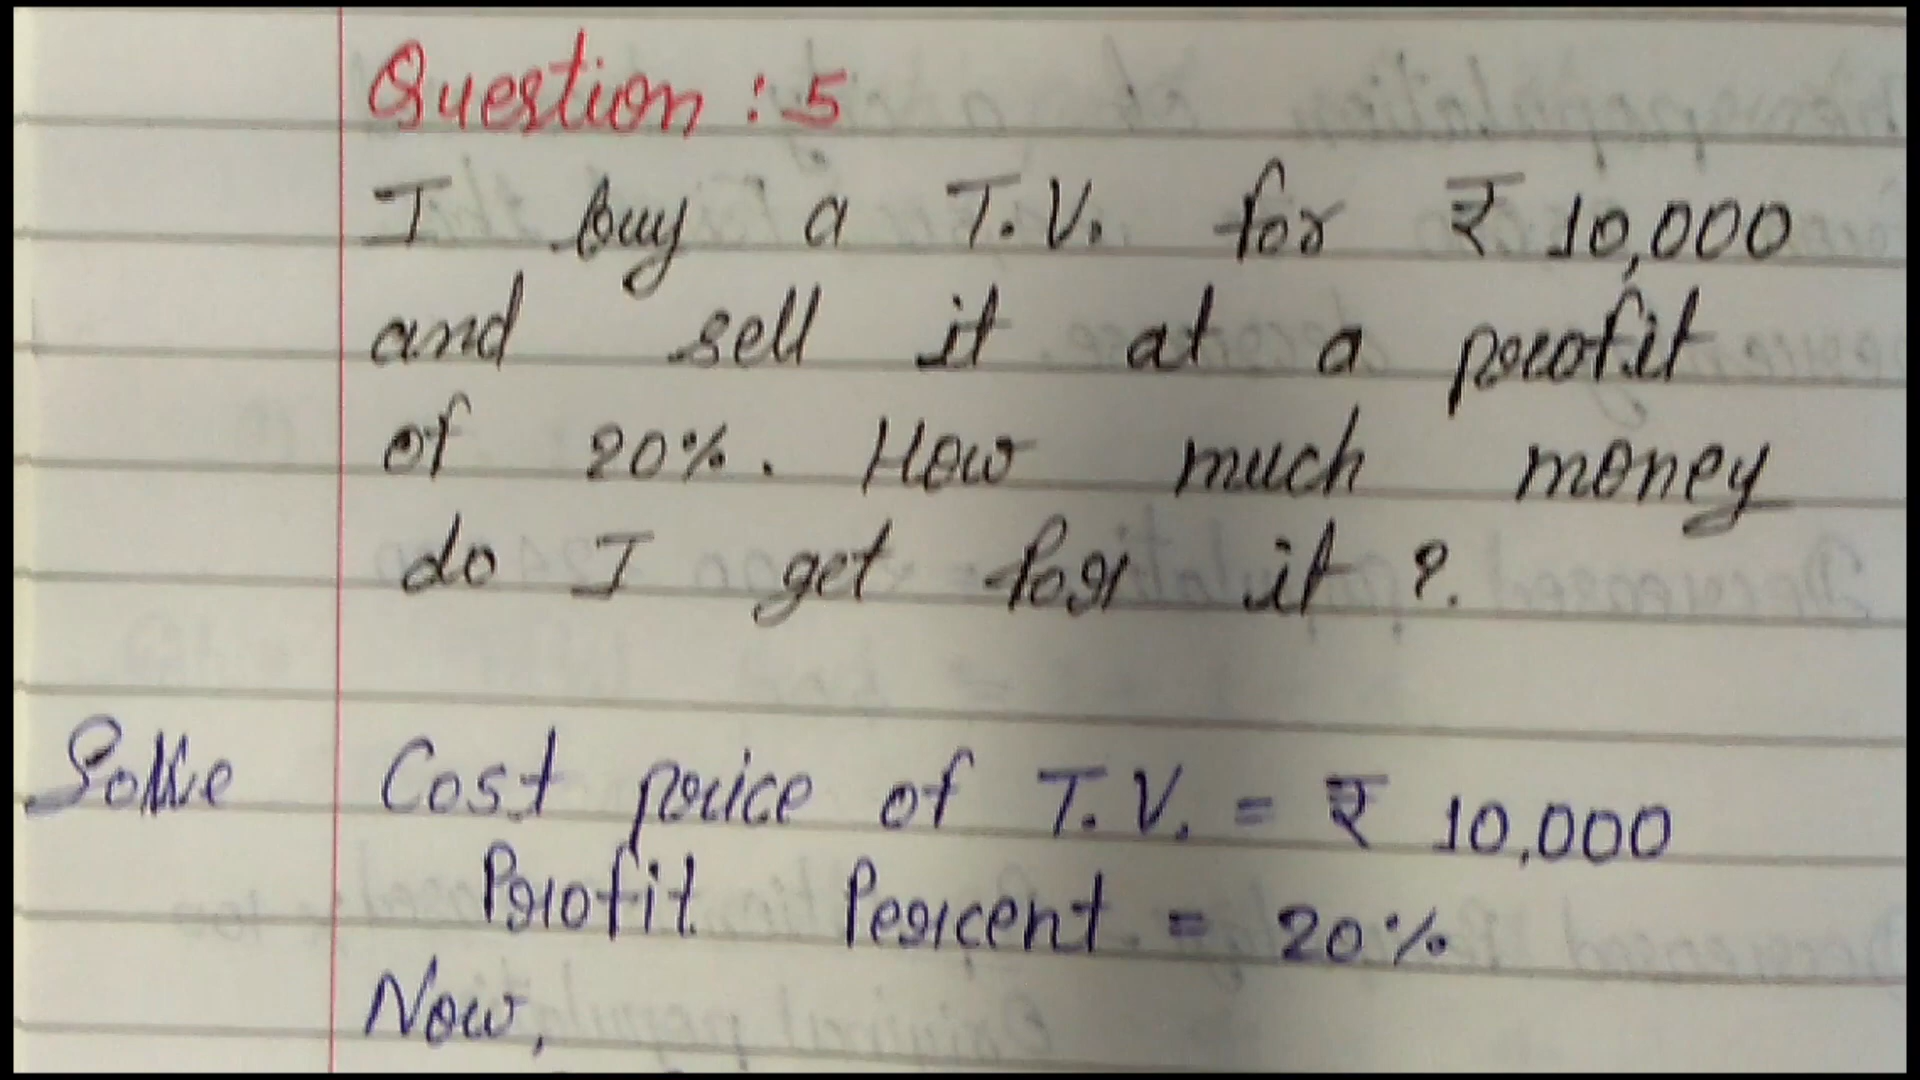 Question : 5
I buy a T.V. for ₹ 10,000
and sell it at a profit
of 20%. How much money
do I get for it ?.
Solve Cost price of T.V. = ₹ 10,000
Profit Percent = 20%
Now,